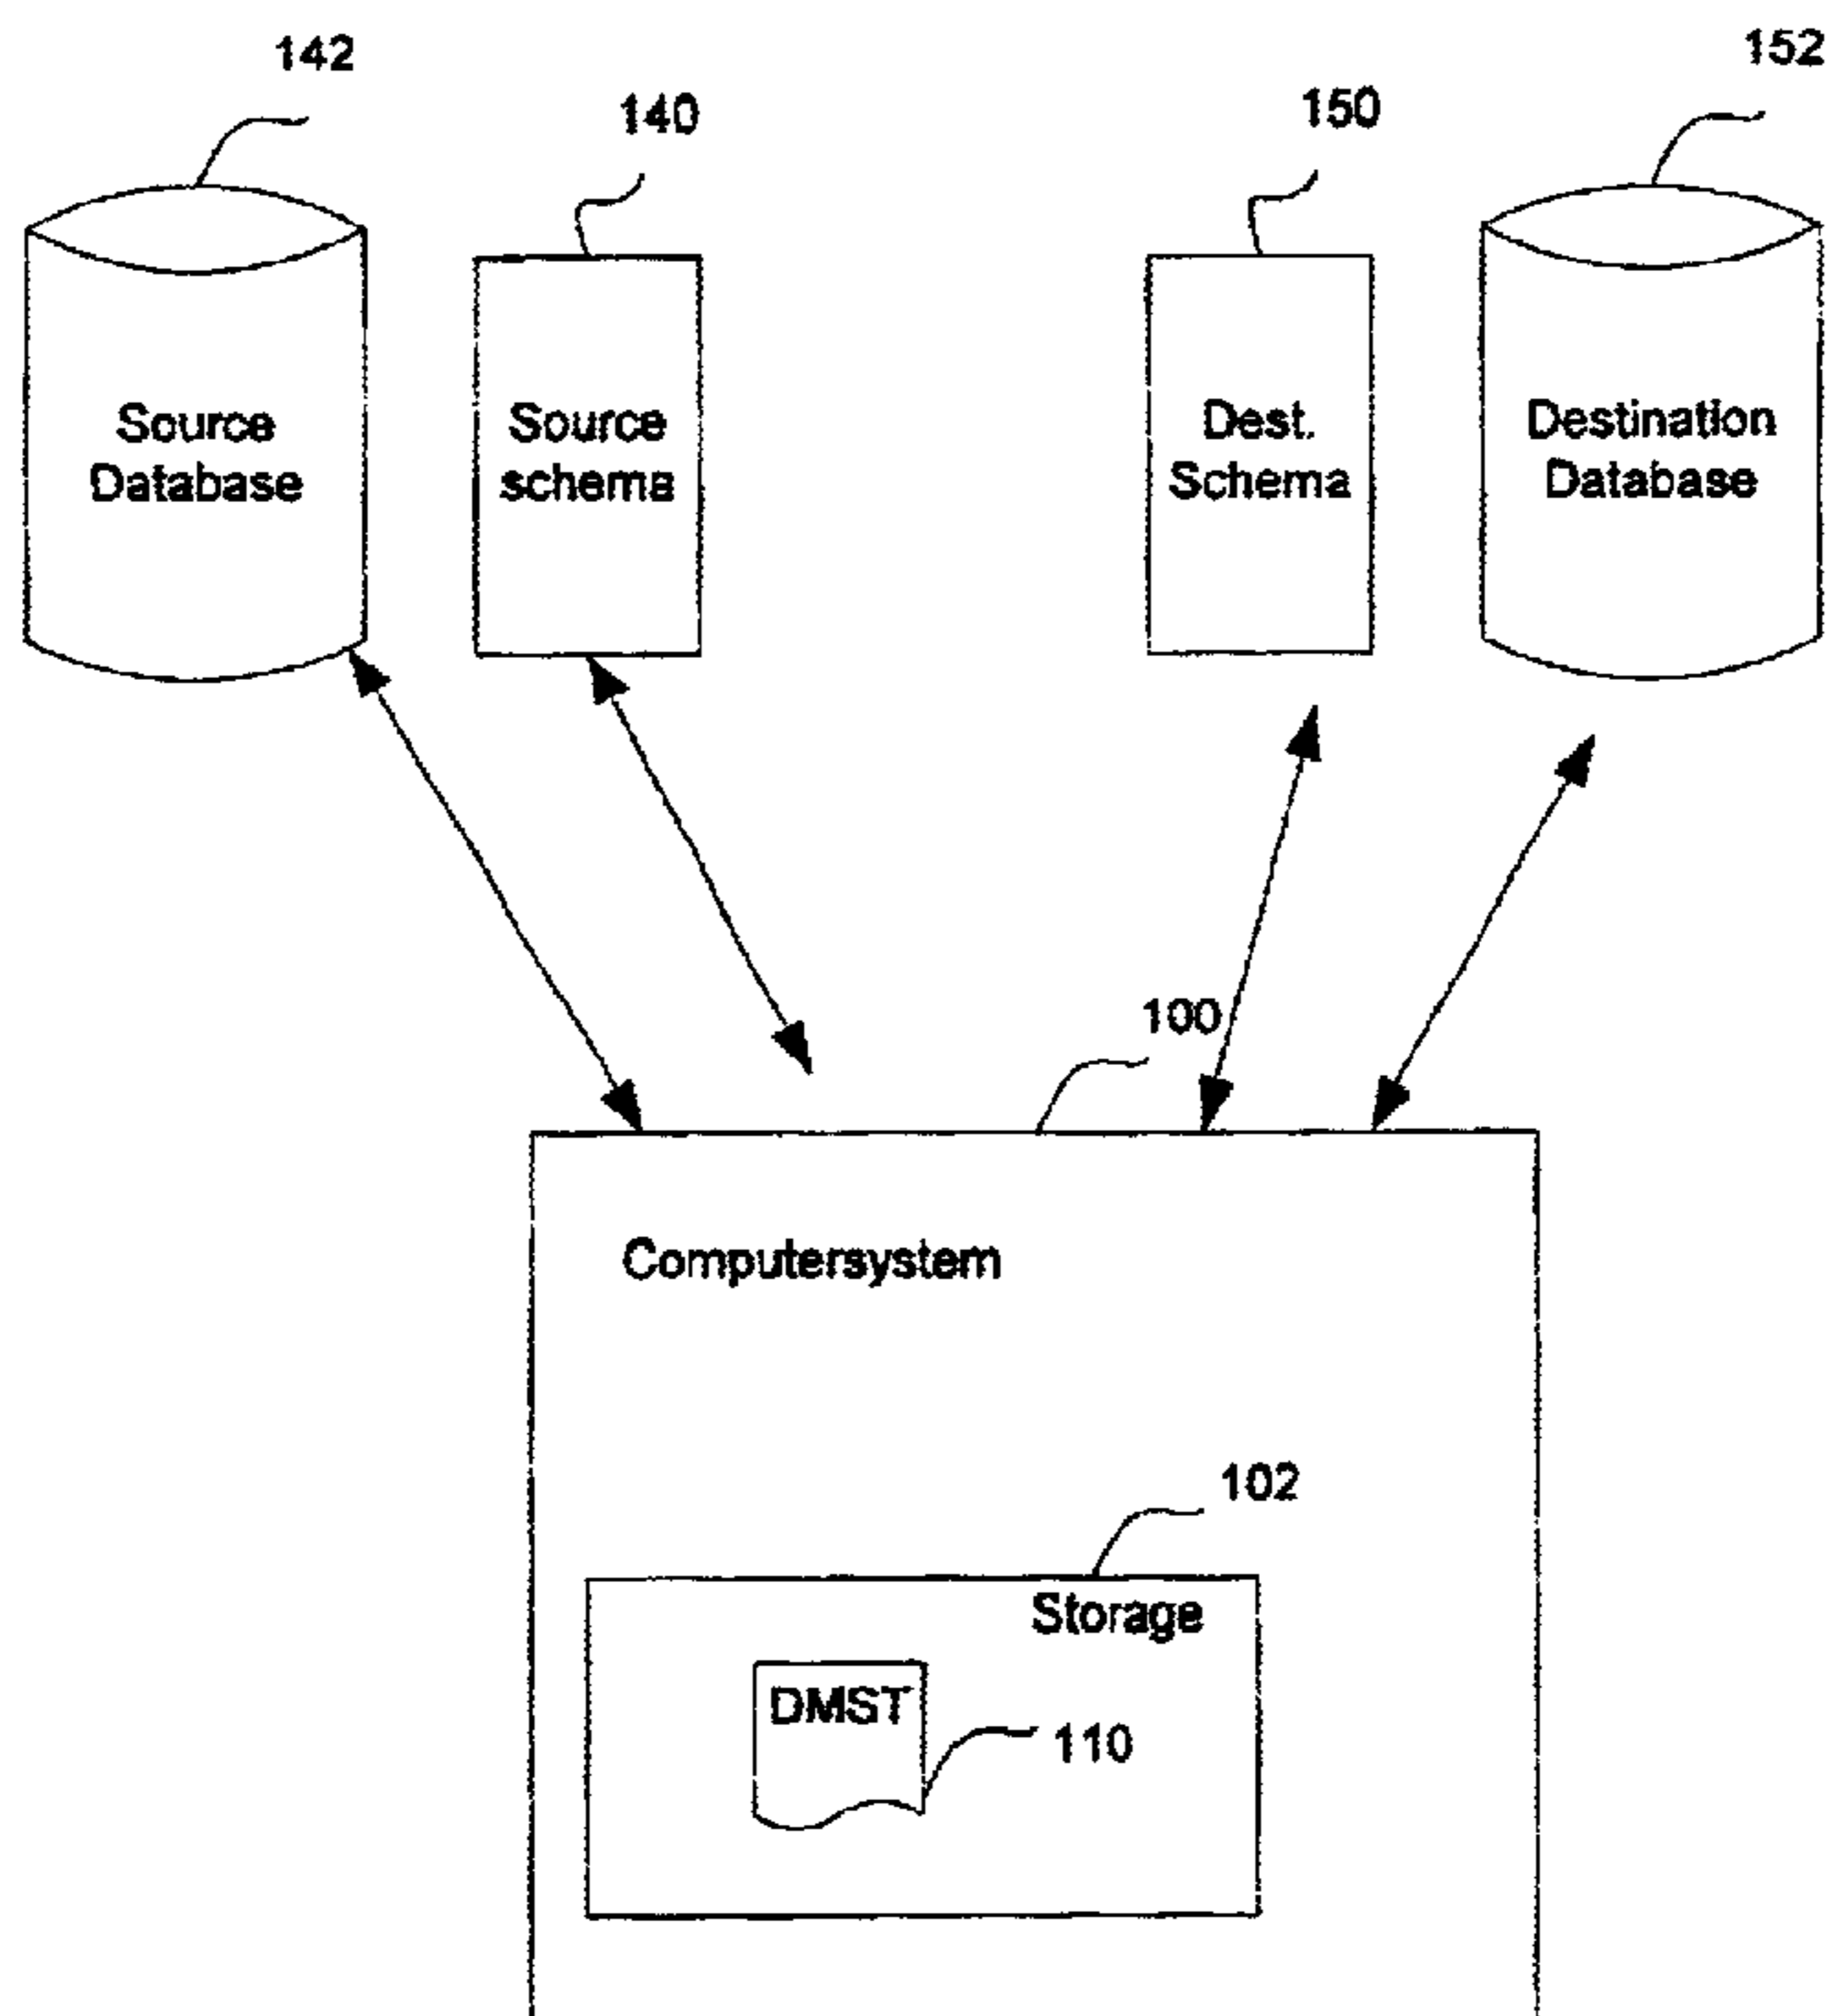 142
152
140
150
Source
Database
Source
schema
Dest.
Schema
Destination
Database
100
Computersystem
102
Storage
DMST
110